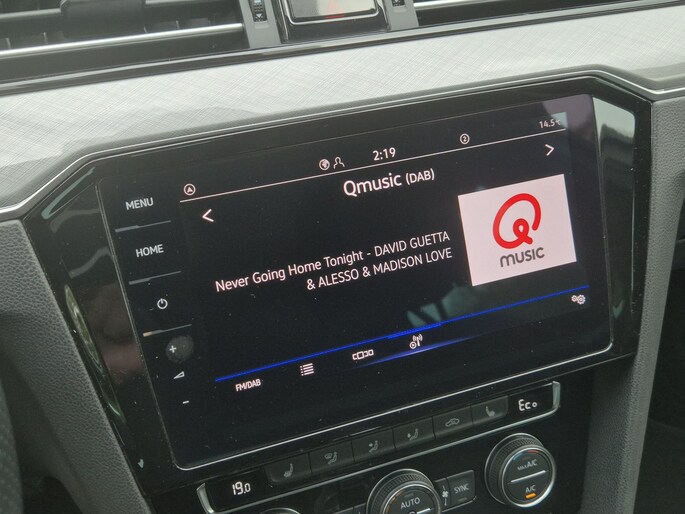 2:19
14.5°C
Qmusic (DAB)
MENU
HOME
Never Going Home Tonight - DAVID GUETTA
& ALESSO & MADISON LOVE
Q
MUSIC
FM/DAB
19.0
Eco
AUTO
SYNC
MAX A/C
A/C